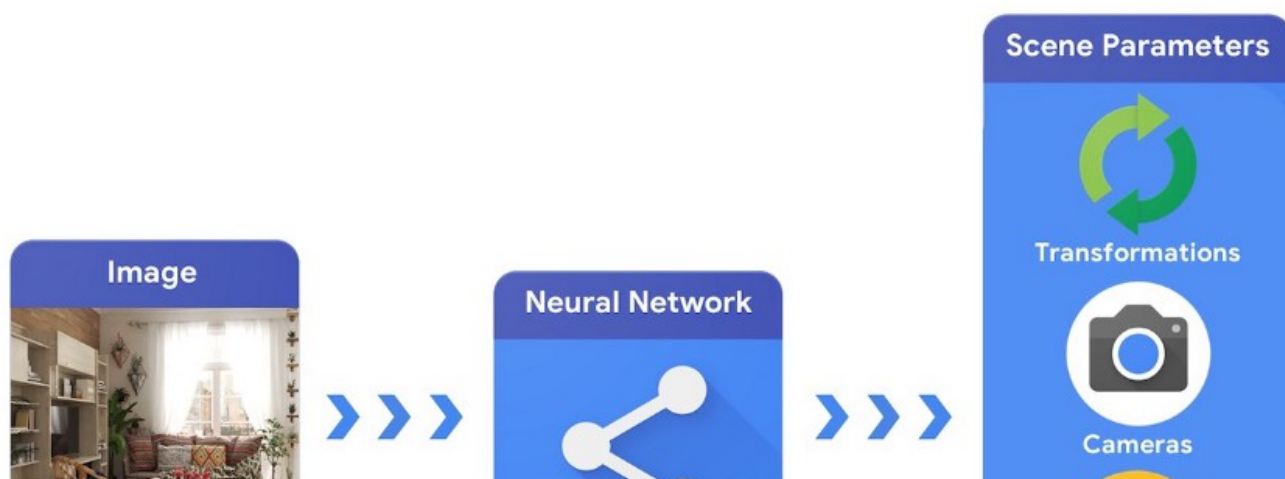 Scene Parameters
Transformations
Image
Neural Network
Cameras